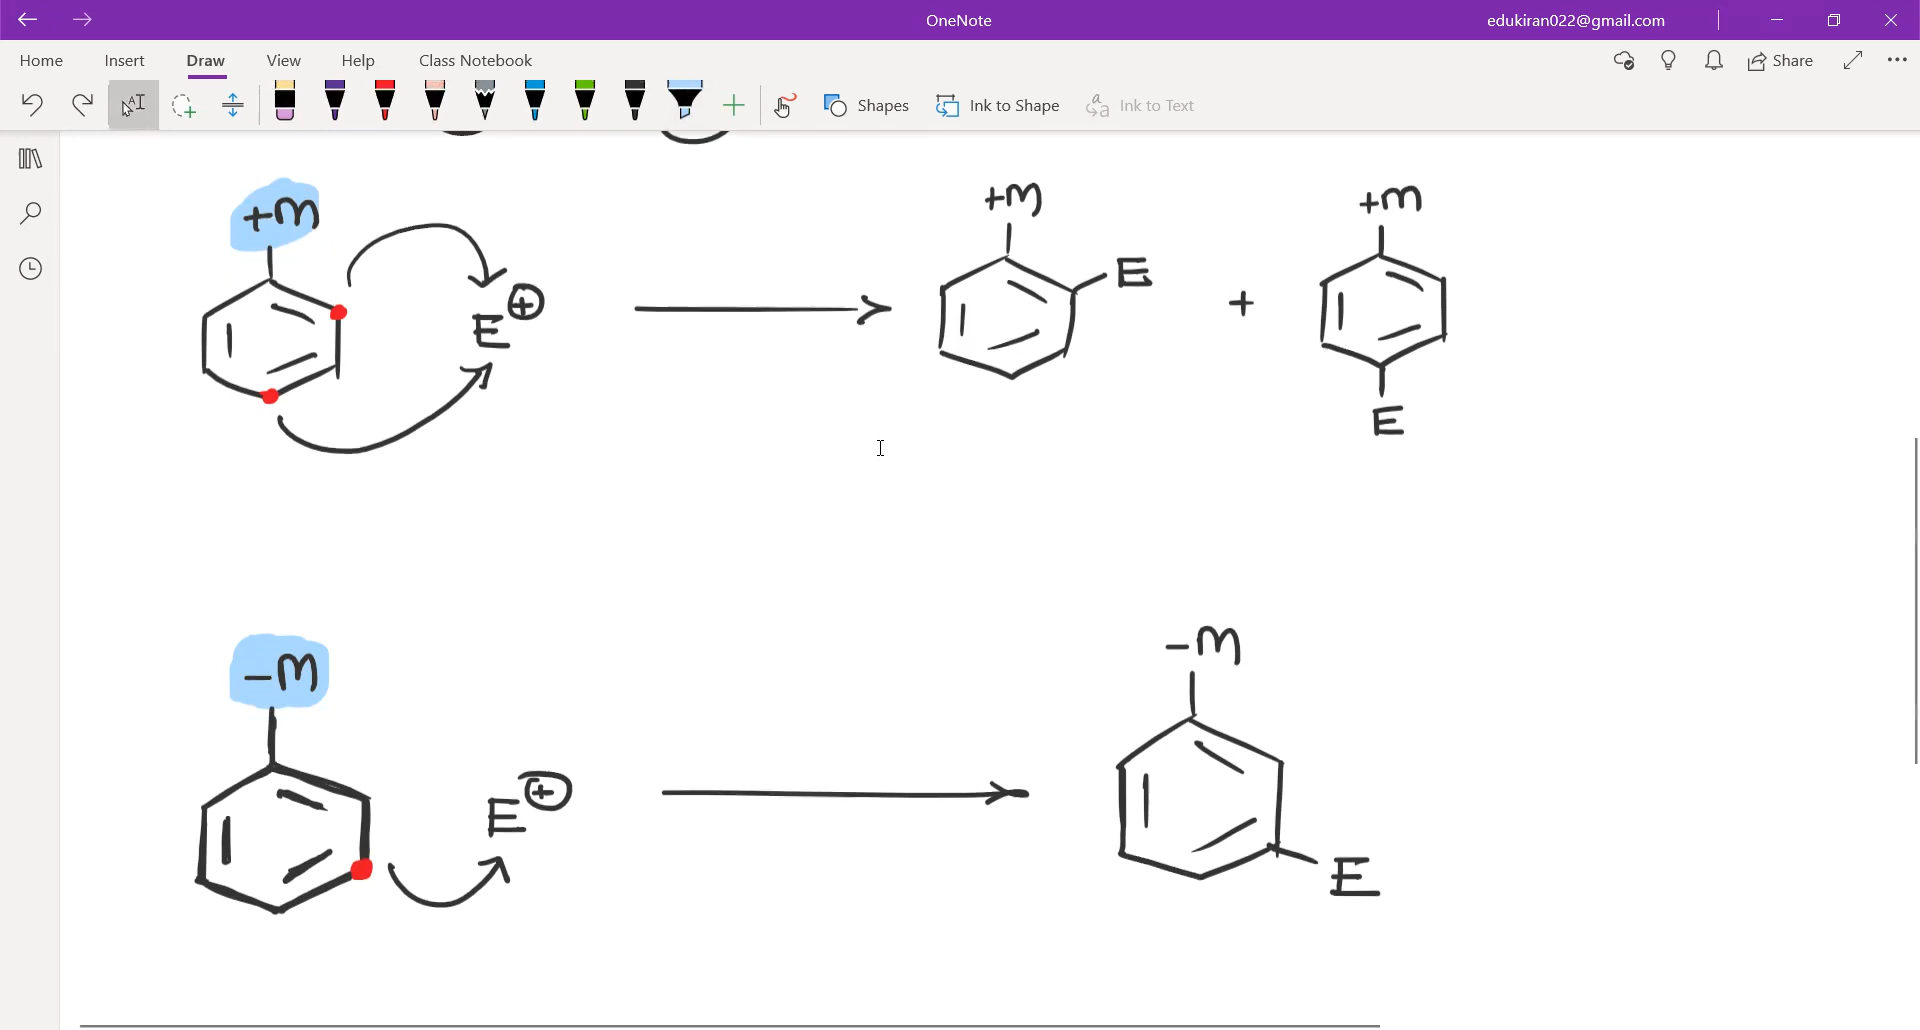 OneNote
edukiran022@gmail.com
Home Insert Draw View Help Class Notebook
Share
Shapes Ink to Shape Ink to Text
+M
E⊕
+M
E
+
+M
E
-M
E⊕
-M
E